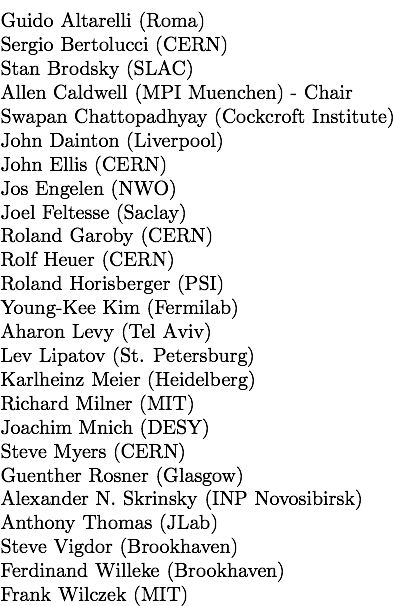 Guido Altarelli (Roma)
Sergio Bertolucci (CERN)
Stan Brodsky (SLAC)
Allen Caldwell (MPI Muenchen) - Chair
Swapan Chattopadhyay (Cockcroft Institute)
John Dainton (Liverpool)
John Ellis (CERN)
Jos Engelen (NWO)
Joel Feltesse (Saclay)
Roland Garoby (CERN)
Rolf Heuer (CERN)
Roland Horisberger (PSI)
Young-Kee Kim (Fermilab)
Aharon Levy (Tel Aviv)
Lev Lipatov (St. Petersburg)
Karlheinz Meier (Heidelberg)
Richard Milner (MIT)
Joachim Mnich (DESY)
Steve Myers (CERN)
Guenther Rosner (Glasgow)
Alexander N. Skrinsky (INP Novosibirsk)
Anthony Thomas (JLab)
Steve Vigdor (Brookhaven)
Ferdinand Willeke (Brookhaven)
Frank Wilczek (MIT)